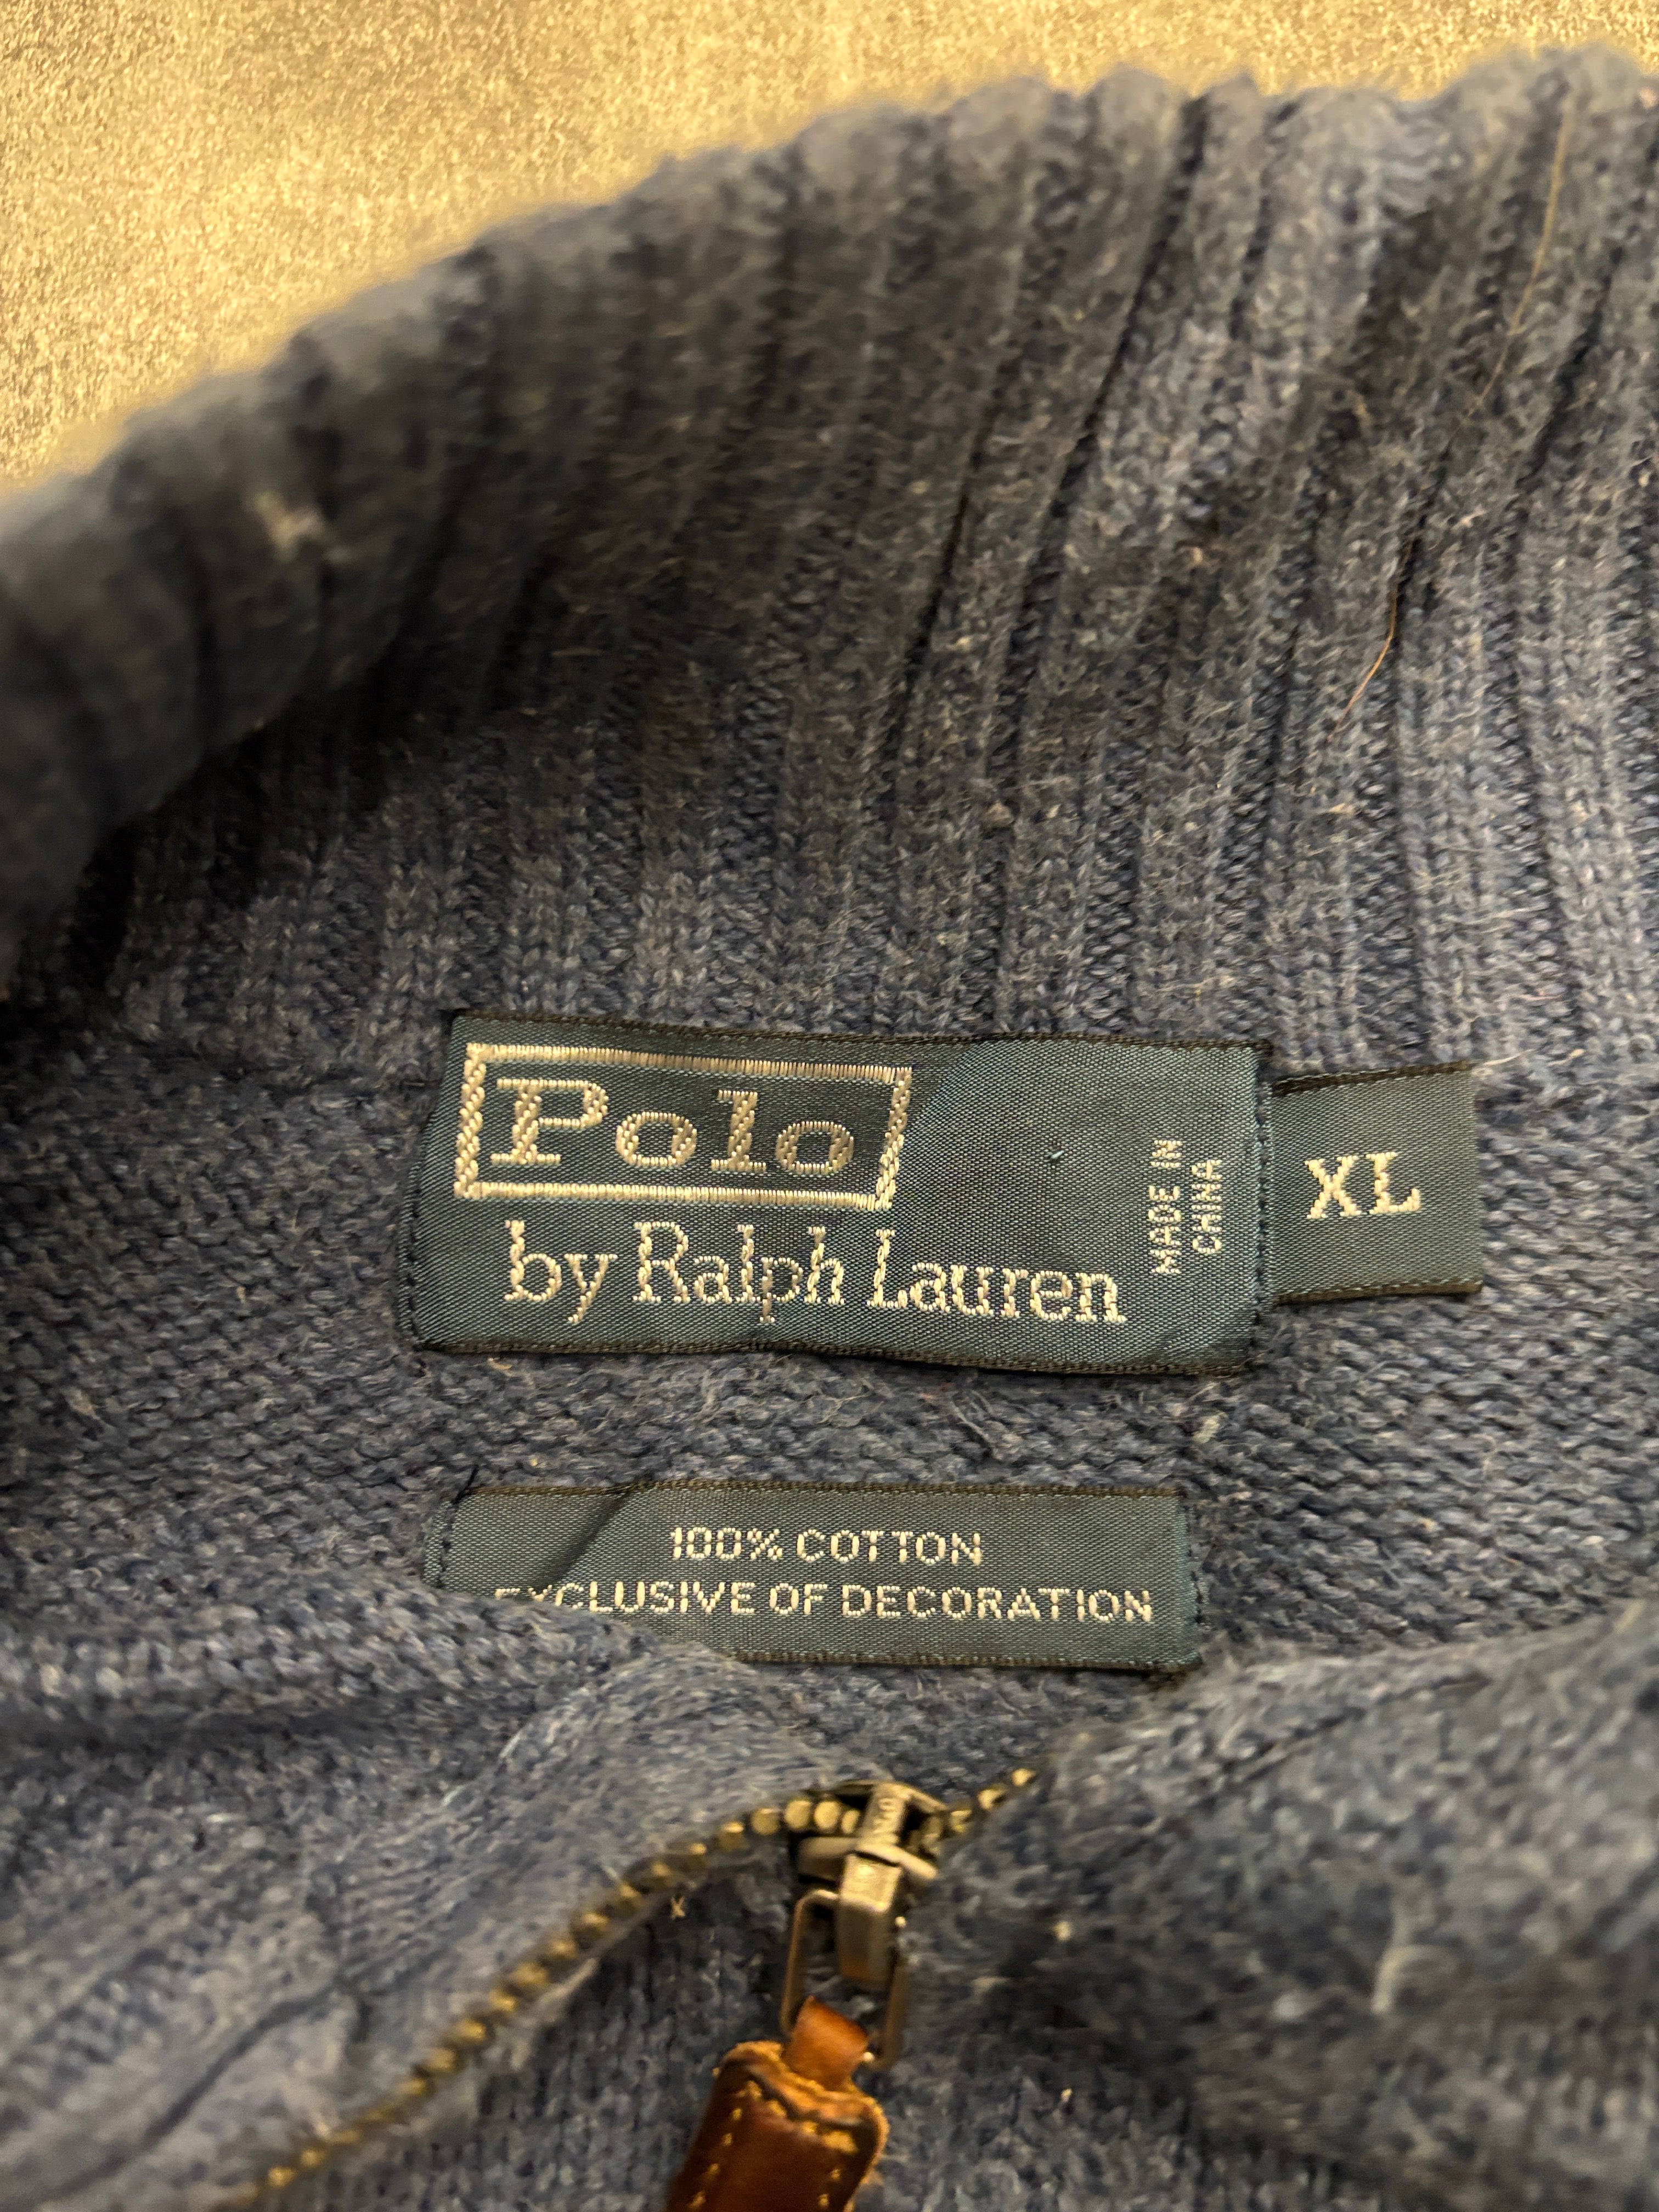 Polo
by Ralph Lauren
MADE IN
CHINA
XL
100% COTTON
EXCLUSIVE OF DECORATION